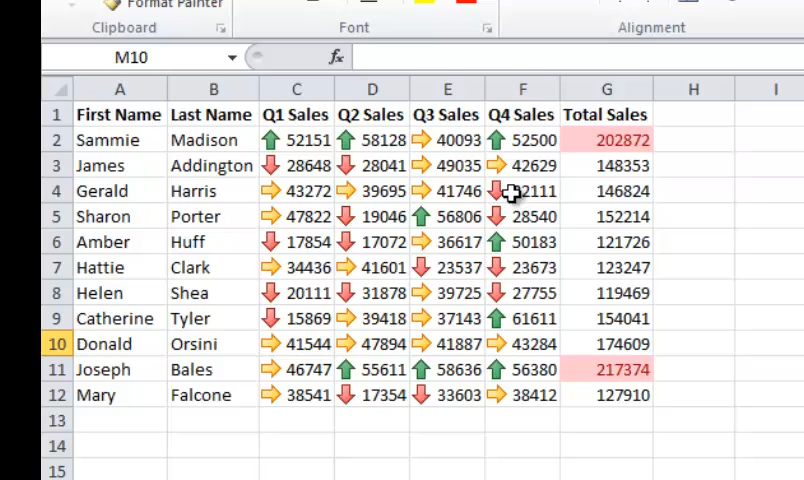 Format Painter
Clipboard Font Alignment
M10 fx
A B C D E F G H I
1 First Name Last Name Q1 Sales Q2 Sales Q3 Sales Q4 Sales Total Sales
2 Sammie Madison 52151 58128 40093 52500 202872
3 James Addington 28648 28041 49035 42629 148353
4 Gerald Harris 43272 39695 41746 146824
5 Sharon Porter 47822 19046 56806 28540 152214
6 Amber Huff 17854 17072 36617 50183 121726
7 Hattie Clark 34436 41601 23537 23673 123247
8 Helen Shea 20111 31878 39725 27755 119469
9 Catherine Tyler 15869 39418 37143 61611 154041
10 Donald Orsini 41544 47894 41887 43284 174609
11 Joseph Bales 46747 55611 58636 56380 217374
12 Mary Falcone 38541 17354 33603 38412 127910
13
14
15